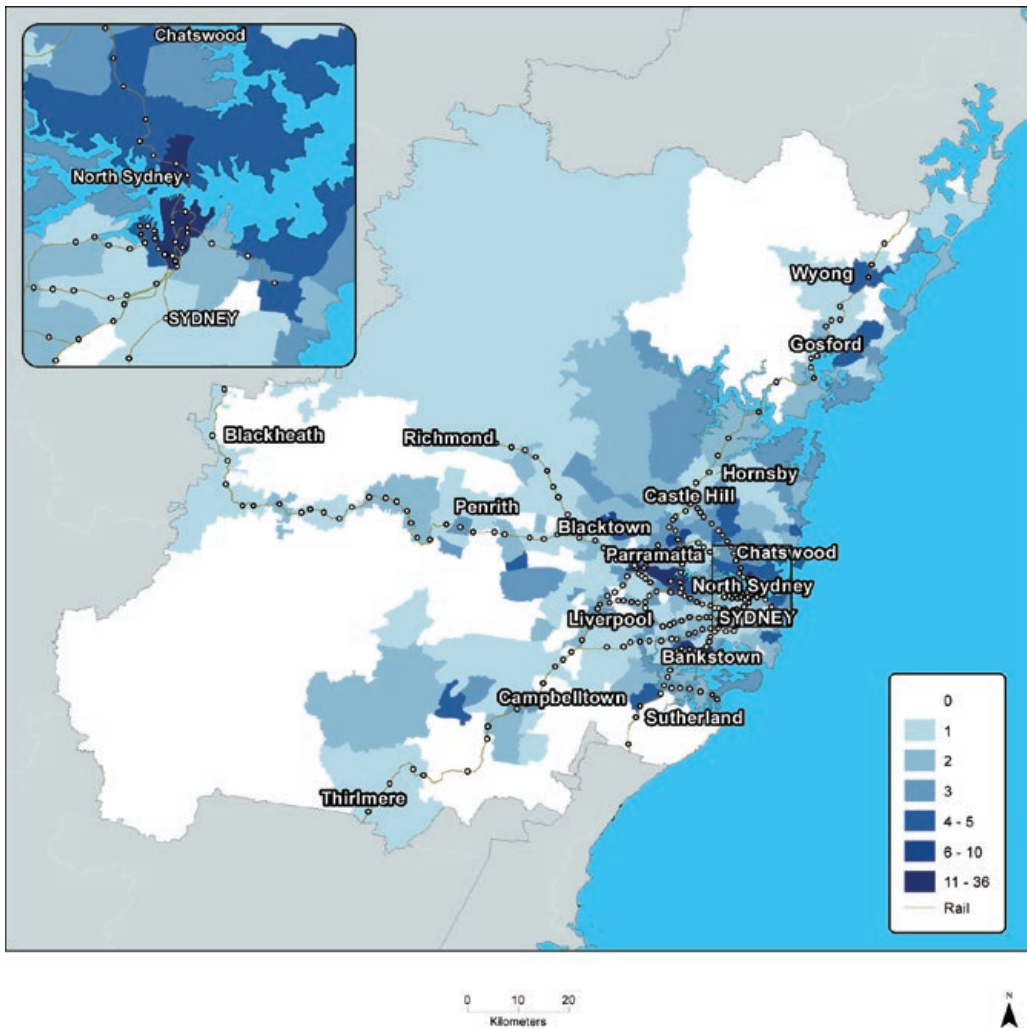 Chatswood
North Sydney
SYDNEY
Wyong
Gosford
Blackheath
Richmond.
Hornsby
Castle Hill
Penrith
Blacktown
Parramatta
Chatswood
North Sydney
Liverpool
SYDNEY
Bankstown
Campbelltown
Sutherland
Thirlmere
0
1
2
3
4 - 5
6 - 10
11 - 36
Rail
0 10 20
Kilometers
N